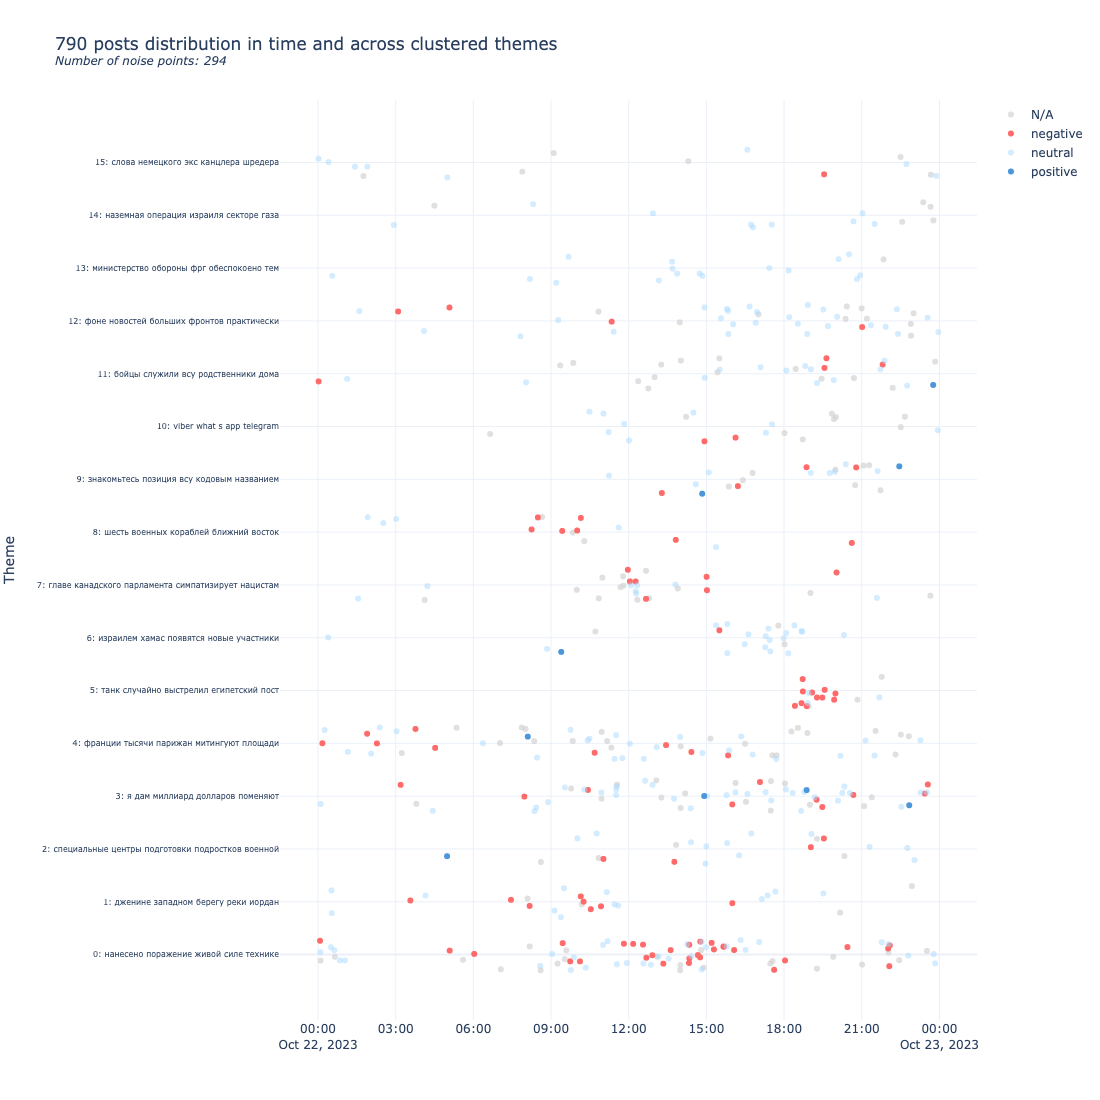 790 posts distribution in time and across clustered themes
Number of noise points: 294
N/A
negative
neutral
positive
Theme
15: слова немецкого экс канцлера шредера
14: наземная операция израиля секторе газа
13: министерство обороны фрг обеспокоено тем
12: фоне новостей больших фронтов практически
11: бойцы служили всу родственники дома
10: viber what s app telegram
9: знакомьтесь позиция всу кодовым названием
8: шесть военных кораблей ближний восток
7: главе канадского парламента симпатизирует нацистам
6: израилем хамас появятся новые участники
5: танк случайно выстрелил египетский пост
4: франции тысячи парижан митингуют площади
3: я дам миллиард долларов поменяют
2: специальные центры подготовки подростков военной
1: дженине западном берегу реки иордан
0: нанесено поражение живой силе технике
00:00 03:00 06:00 09:00 12:00 15:00 18:00 21:00 00:00
Oct 22, 2023 Oct 23, 2023